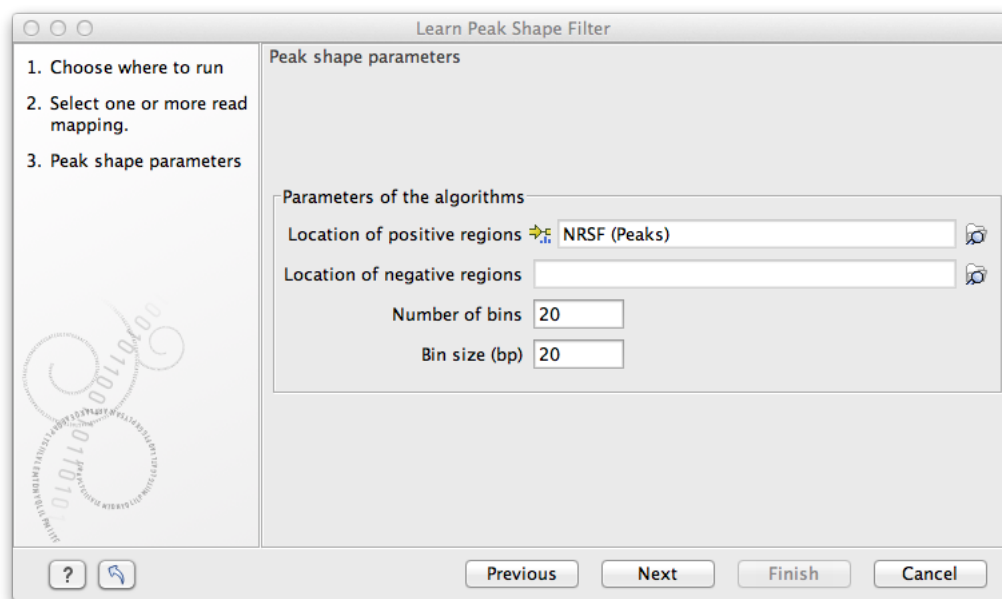 Learn Peak Shape Filter
1. Choose where to run
2. Select one or more read
mapping.
3. Peak shape parameters
Peak shape parameters
Parameters of the algorithms
Location of positive regions NRSF (Peaks)
Location of negative regions
Number of bins 20
Bin size (bp) 20
? Previous Next Finish Cancel